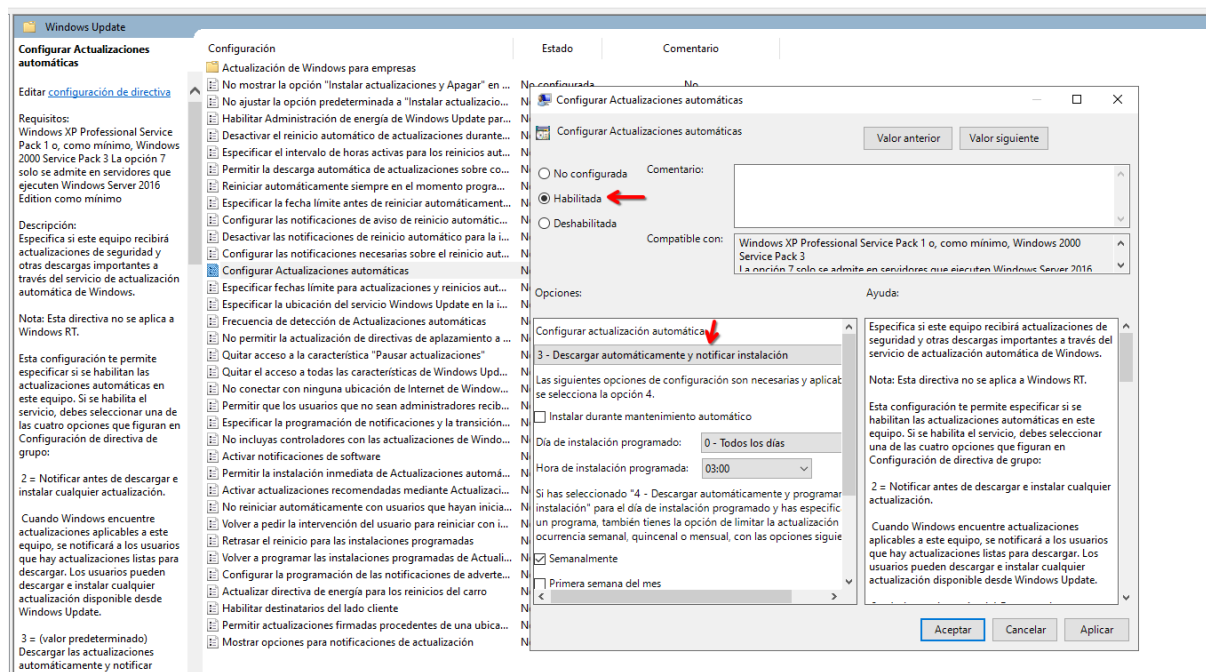 Windows Update
Configurar Actualizaciones
automáticas
Editar configuración de directiva
Requisitos:
Windows XP Professional Service
Pack 1 o, como mínimo, Windows
2000 Service Pack 3 La opción 7
solo se admite en servidores que
ejecuten Windows Server 2016
Edition como mínimo
Descripción:
Especifica si este equipo recibirá
actualizaciones de seguridad y
otras descargas importantes a
través del servicio de actualización
automática de Windows.
Nota: Esta directiva no se aplica a
Windows RT.
Esta configuración te permite
especificar si se habilitan las
actualizaciones automáticas en
este equipo. Si se habilita el
servicio, debes seleccionar una de
las cuatro opciones que figuran en
Configuración de directiva de
grupo:
2 = Notificar antes de descargar e
instalar cualquier actualización.
Cuando Windows encuentre
actualizaciones aplicables a este
equipo, se notificará a los usuarios
que hay actualizaciones listas para
descargar. Los usuarios pueden
descargar e instalar cualquier
actualización disponible desde
Windows Update.
3 = (valor predeterminado)
Descargar las actualizaciones
automáticamente y notificar
Configuración Estado Comentario
Actualización de Windows para empresas
No mostrar la opción "Instalar actualizaciones y Apagar" en ... No configurada No
No ajustar la opción predeterminada a "Instalar actualizacio...
Habilitar Administración de energía de Windows Update par...
Desactivar el reinicio automático de actualizaciones durante...
Especificar el intervalo de horas activas para los reinicios aut...
Permitir la descarga automática de actualizaciones sobre co...
Reiniciar automáticamente siempre en el momento progra...
Especificar la fecha límite antes de reiniciar automáticament...
Configurar las notificaciones de aviso de reinicio automátic...
Desactivar las notificaciones de reinicio automático para la i...
Configurar las notificaciones necesarias sobre el reinicio aut...
Configurar Actualizaciones automáticas
Especificar fechas límite para actualizaciones y reinicios aut...
Especificar la ubicación del servicio Windows Update en la i...
Frecuencia de detección de Actualizaciones automáticas
No permitir la actualización de directivas de aplazamiento a ...
Quitar acceso a la característica "Pausar actualizaciones"
Quitar el acceso a todas las características de Windows Upd...
No conectar con ninguna ubicación de Internet de Window...
Permitir que los usuarios que no sean administradores recib...
Especificar la programación de notificaciones y la transición...
No incluyas controladores con las actualizaciones de Windo...
Activar notificaciones de software
Permitir la instalación inmediata de Actualizaciones automá...
Activar actualizaciones recomendadas mediante Actualizaci...
No reiniciar automáticamente con usuarios que hayan inicia...
Volver a pedir la intervención del usuario para reiniciar con i...
Retrasar el reinicio para las instalaciones programadas
Volver a programar las instalaciones programadas de Actuali...
Configurar la programación de las notificaciones de adverte...
Actualizar directiva de energía para los reinicios del carro
Habilitar destinatarios del lado cliente
Permitir actualizaciones firmadas procedentes de una ubica...
Mostrar opciones para notificaciones de actualización
Configurar Actualizaciones automáticas
Configurar Actualizaciones automáticas
Valor anterior Valor siguiente
No configurada
Habilitada
Deshabilitada
Comentario:
Compatible con:
Windows XP Professional Service Pack 1 o, como mínimo, Windows 2000
Service Pack 3
La opción 7 solo se admite en servidores que ejecuten Windows Server 2016
Opciones:
Configurar actualización automática
3 - Descargar automáticamente y notificar instalación
Las siguientes opciones de configuración son necesarias y aplicab
se selecciona la opción 4.
Instalar durante mantenimiento automático
Día de instalación programado: 0 - Todos los días
Hora de instalación programada: 03:00
Si has seleccionado "4 - Descargar automáticamente y programar
instalación" para el día de instalación programado y has especific
un programa, también tienes la opción de limitar la actualización
ocurrencia semanal, quincenal o mensual, con las opciones siguie
Semanalmente
Primera semana del mes
Ayuda:
Especifica si este equipo recibirá actualizaciones de
seguridad y otras descargas importantes a través del
servicio de actualización automática de Windows.
Nota: Esta directiva no se aplica a Windows RT.
Esta configuración te permite especificar si se
habilitan las actualizaciones automáticas en este
equipo. Si se habilita el servicio, debes seleccionar
una de las cuatro opciones que figuran en
Configuración de directiva de grupo:
2 = Notificar antes de descargar e instalar cualquier
actualización.
Cuando Windows encuentre actualizaciones
aplicables a este equipo, se notificará a los usuarios
que hay actualizaciones listas para descargar. Los
usuarios pueden descargar e instalar cualquier
actualización disponible desde Windows Update.
Aceptar Cancelar Aplicar